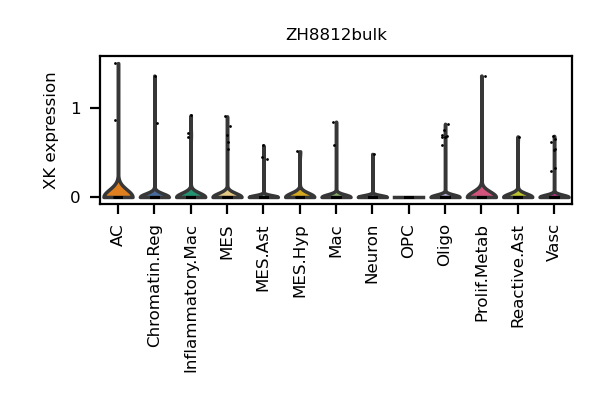 ZH8812bulk
XK expression
1
0
AC
Chromatin.Reg
Inflammatory.Mac
MES
MES.Ast
MES.Hyp
Mac
Neuron
OPC
Oligo
Prolif.Metab
Reactive.Ast
Vasc